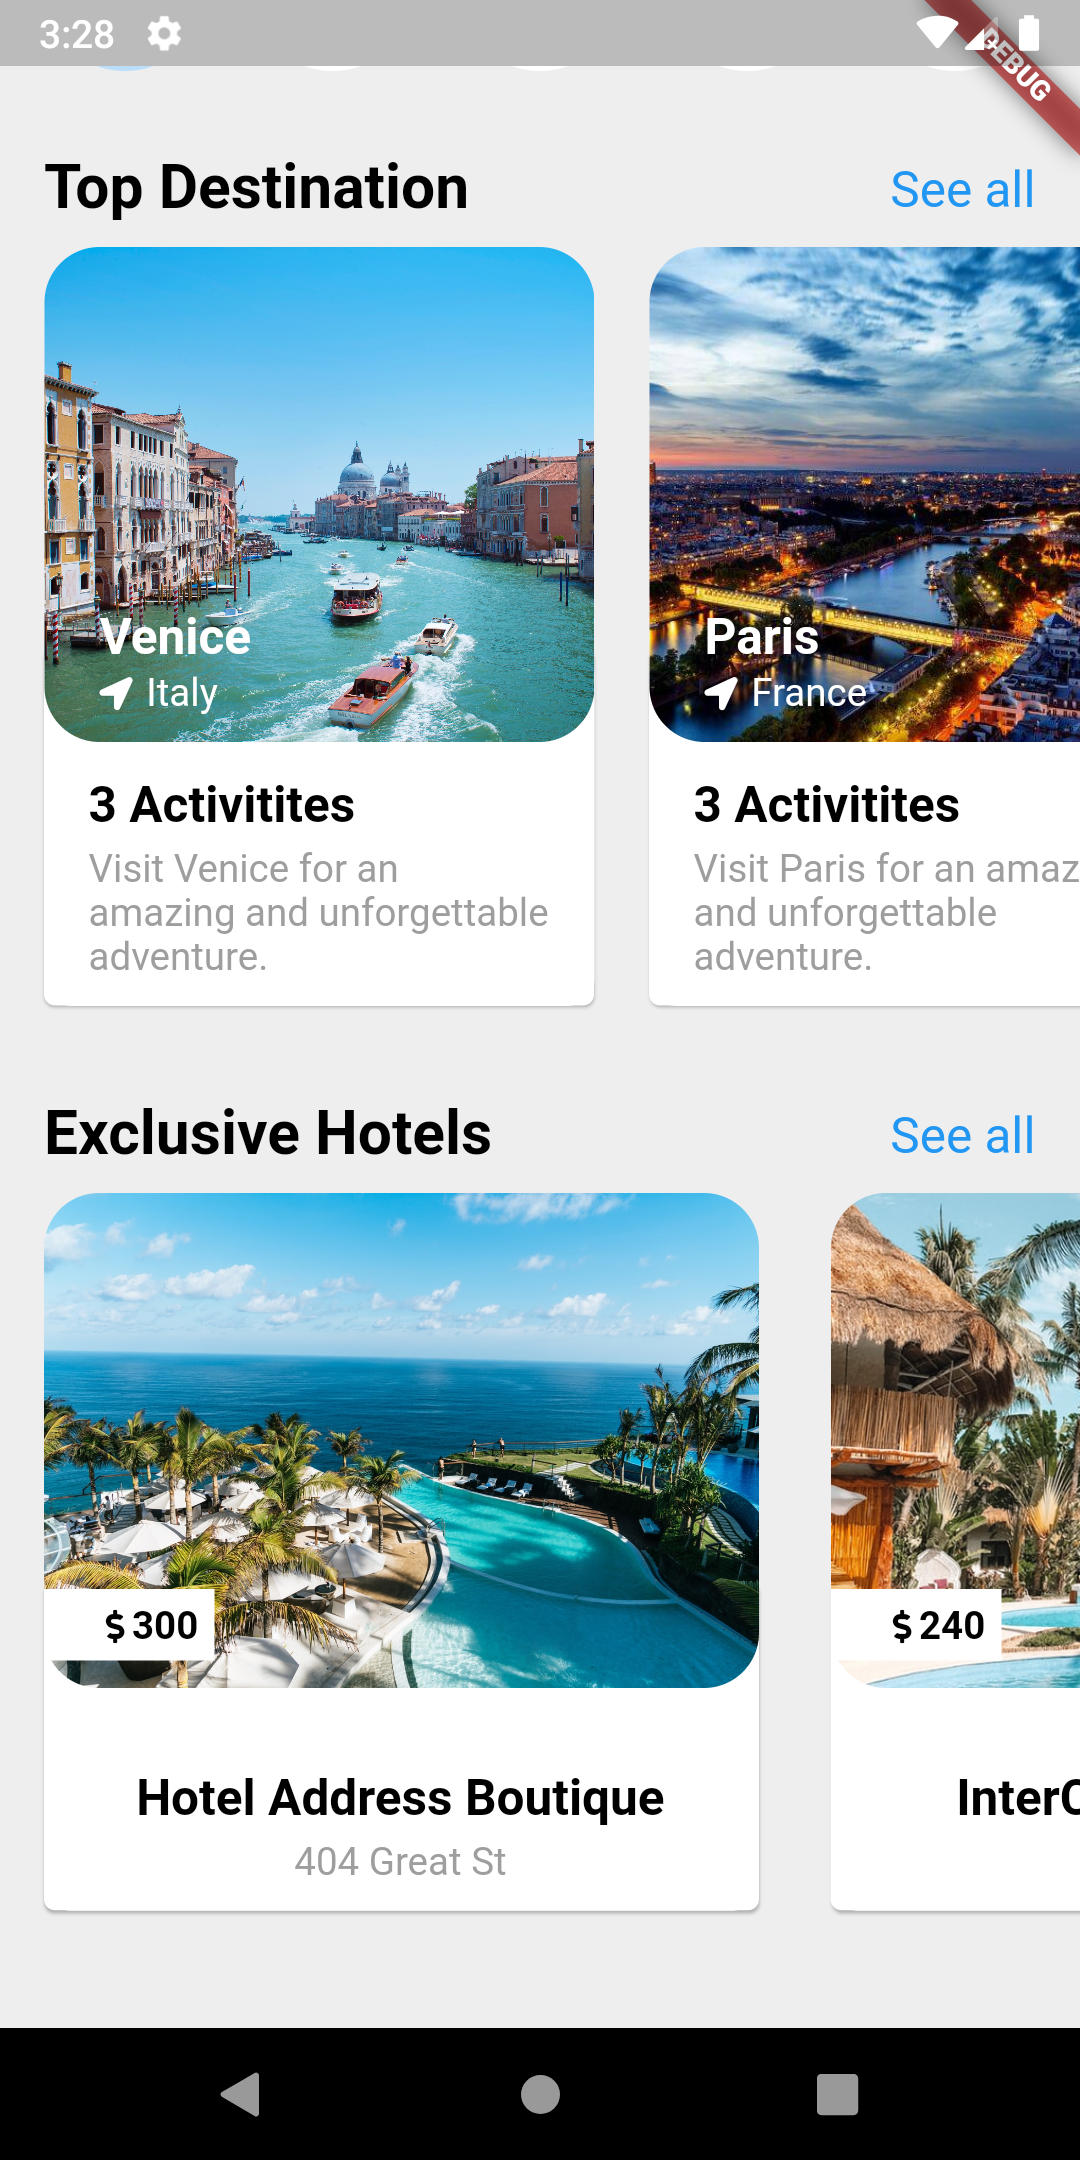 3:28
DEBUG
Top Destination
See all
Venice
Italy
Paris
France
3 Activitites
Visit Venice for an
amazing and unforgettable
adventure.
3 Activitites
Visit Paris for an amaz
and unforgettable
adventure.
Exclusive Hotels
See all
$300
$240
Hotel Address Boutique
404 Great St
InterC